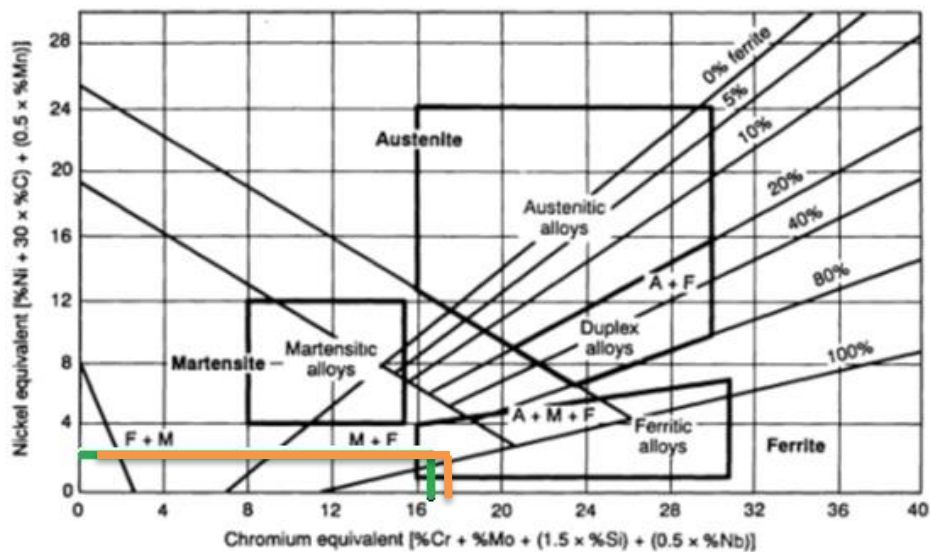 Nickel equivalent [%Ni + 30 × %C) + (0.5 × %Mn)]
28
24
20
16
12
8
4
0
0% ferrite
5%
10%
20%
40%
80%
100%
Austenite
Austenitic
alloys
A + F
Duplex
alloys
Martensite
Martensitic
alloys
A + M + F
F + M
M + F
Ferritic
alloys
Ferrite
0 4 8 12 16 20 24 28 32 36 40
Chromium equivalent [%Cr + %Mo + (1.5 × %Si) + (0.5 × %Nb)]